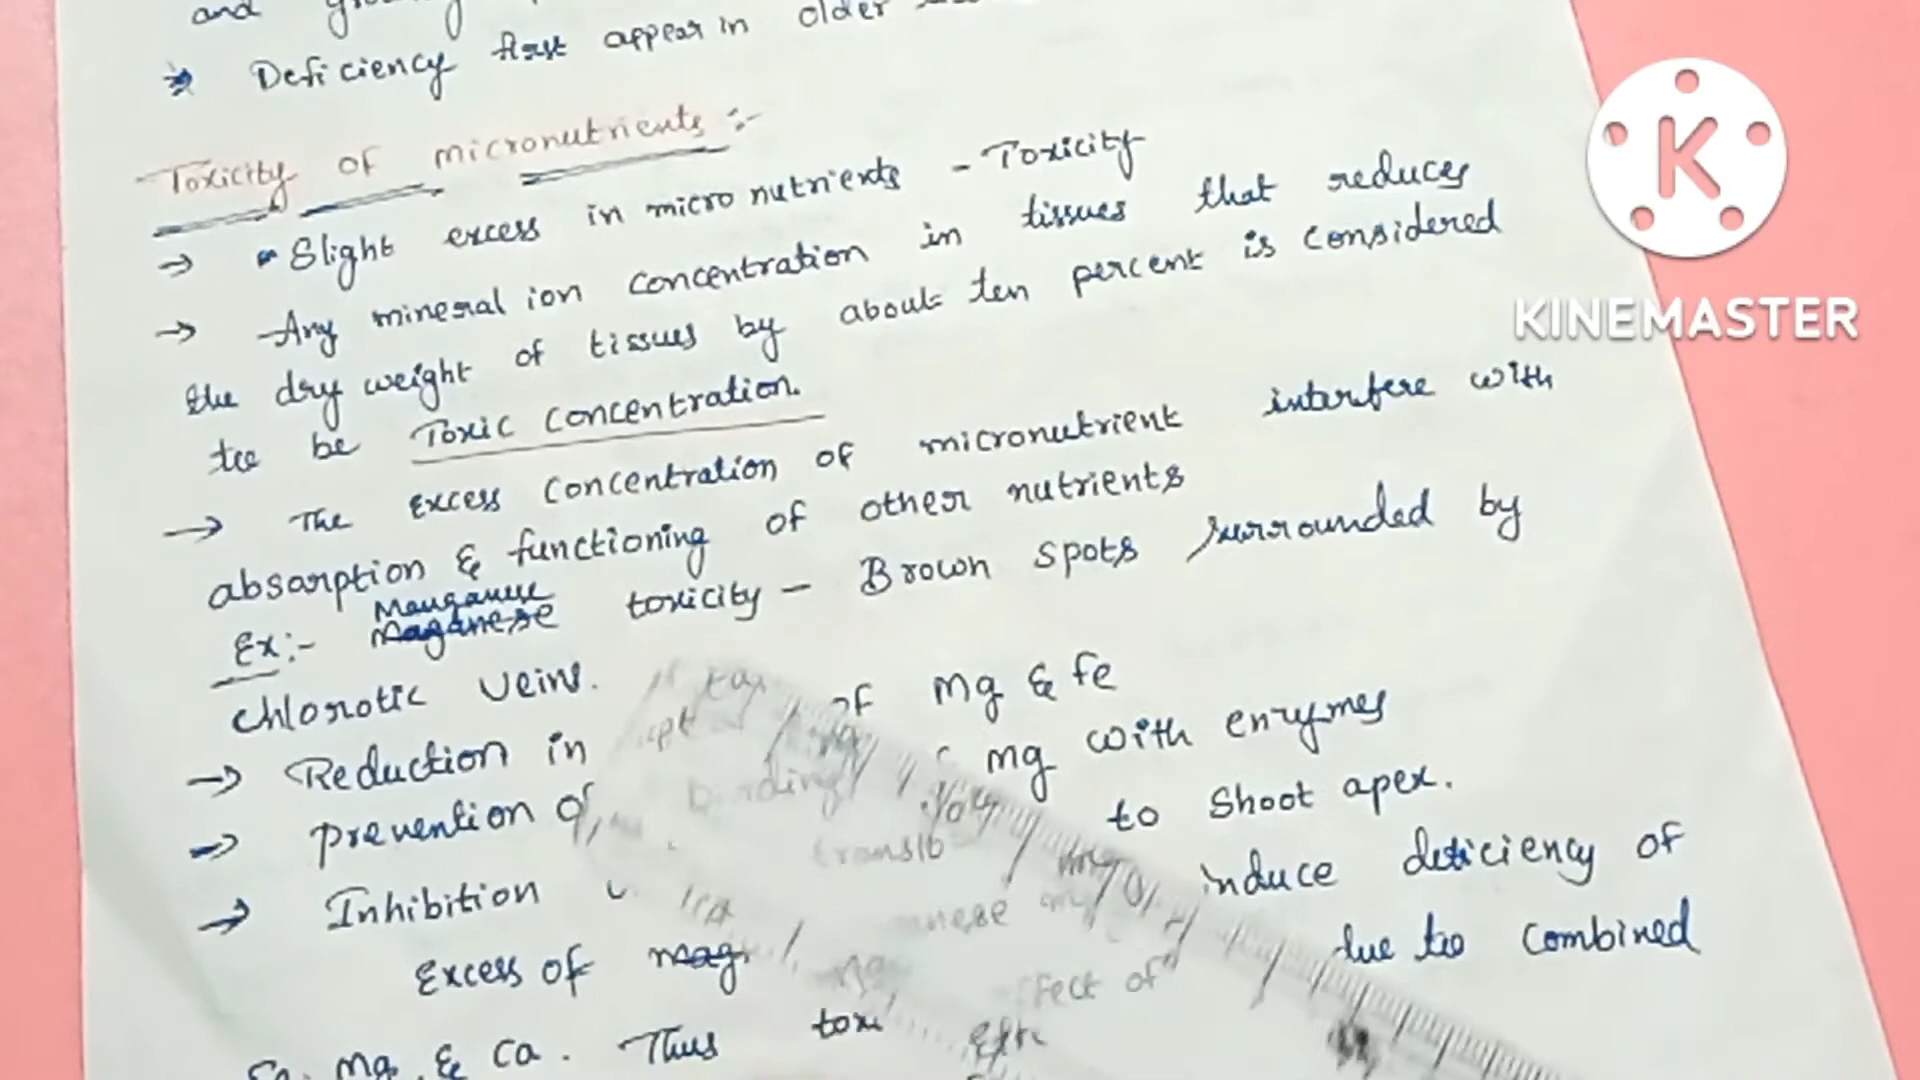 and
* Deficiency first appear in older
Toxicity of micronutrients :-
→ Slight excess in micro nutrients - Toxicity
→ Any mineral ion concentration in tissues that reduces
the dry weight of tissues by about ten percent is considered
to be Toxic concentration.
→ The excess concentration of micronutrient interfere with
absorption & functioning of other nutrients
Ex:- Manganese toxicity - Brown spots surrounded by
chlorotic veins.
→ Reduction in of Mg & Fe
→ prevention of binding mg with enzymes
→ Inhibition to Shoot apex.
Excess of induce deficiency of
Mg & Ca. Thus due to combined
KINEMASTER